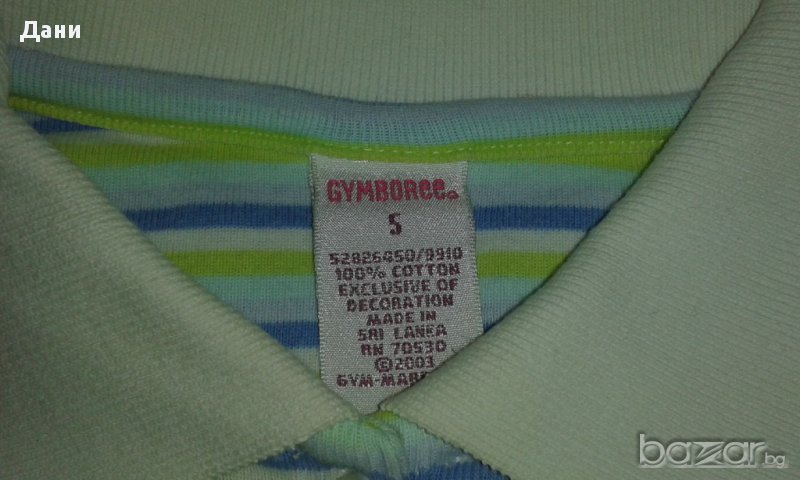 Дани
GYMBOREE
5
52826450/9910
100% COTTON
EXCLUSIVE OF
DECORATION
MADE IN
SRI LANKA
RN 70530
©2003
GYM-MARK
bazar.bg